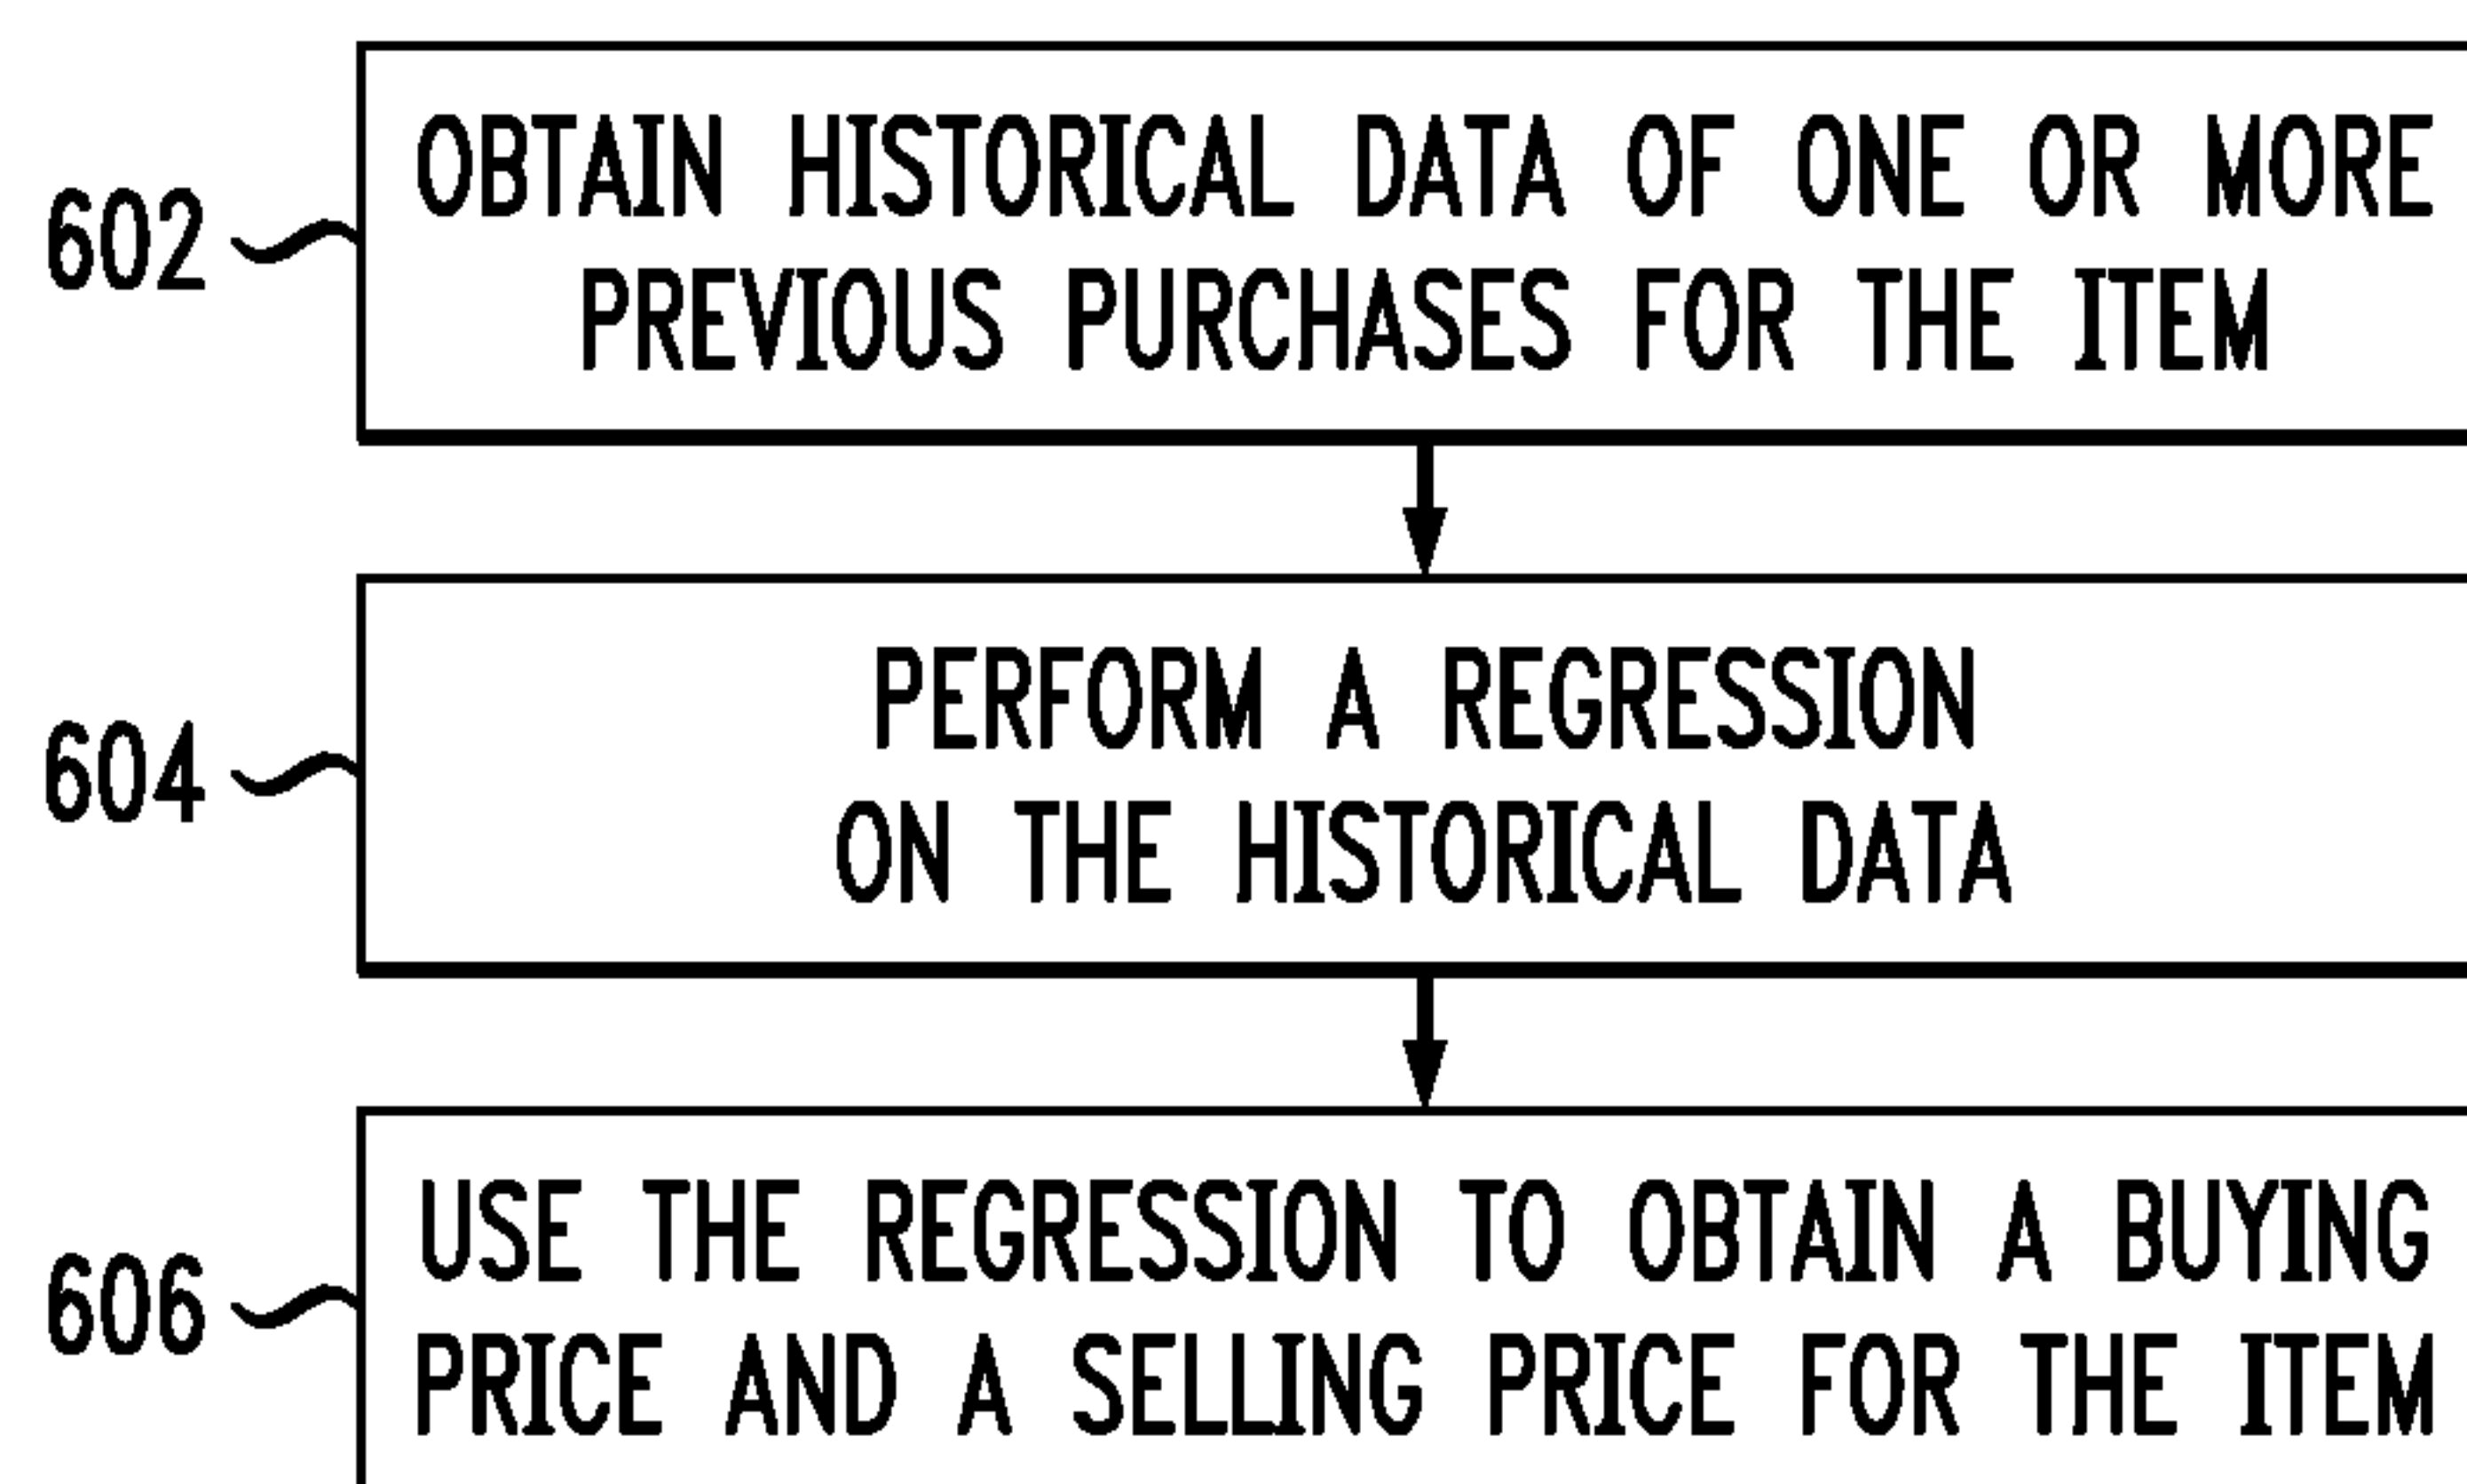 602
OBTAIN HISTORICAL DATA OF ONE OR MORE
PREVIOUS PURCHASES FOR THE ITEM
604
PERFORM A REGRESSION
ON THE HISTORICAL DATA
606
USE THE REGRESSION TO OBTAIN A BUYING
PRICE AND A SELLING PRICE FOR THE ITEM